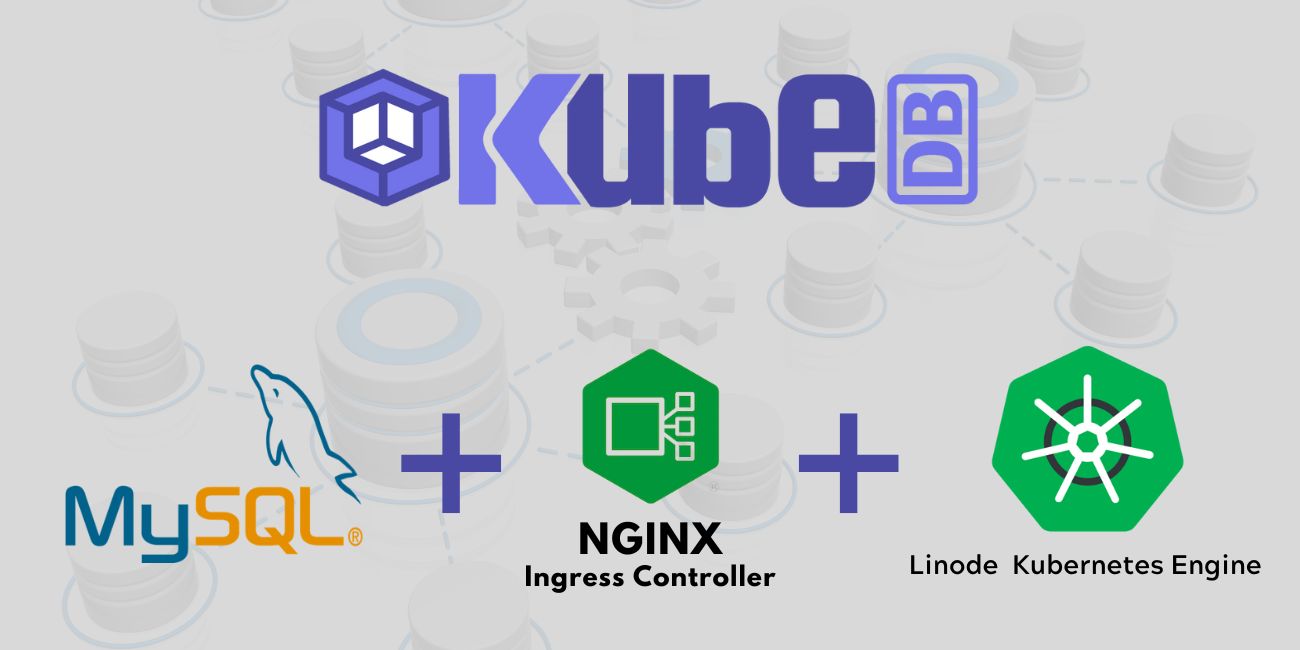 KubeDB
MySQL®
NGINX
Ingress Controller
Linode Kubernetes Engine